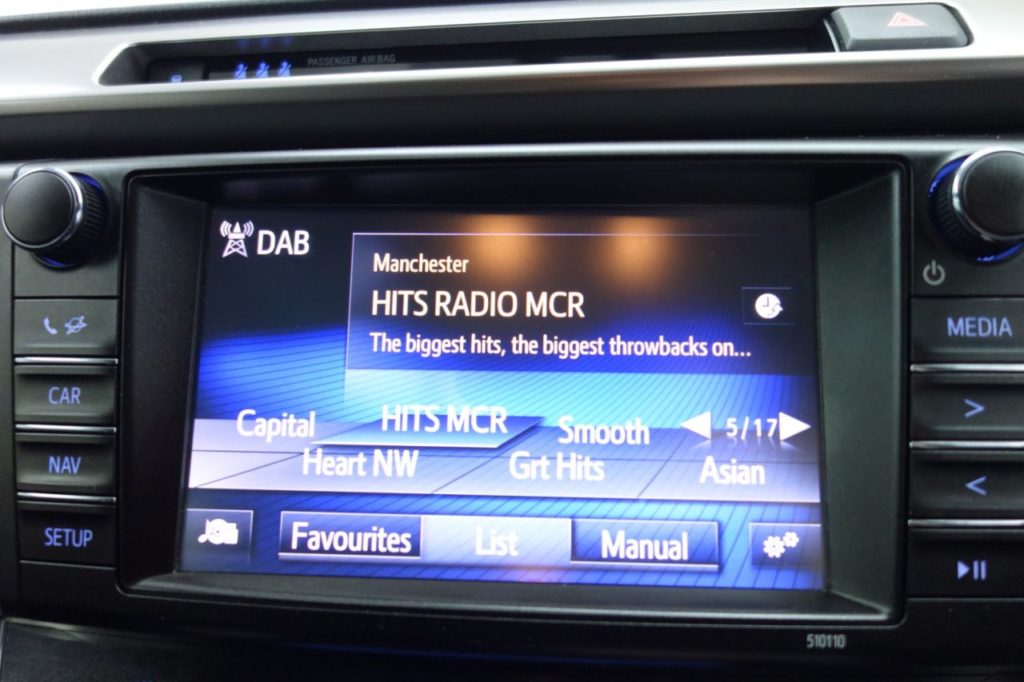 PASSENGER AIR BAG
DAB
Manchester
HITS RADIO MCR
The biggest hits, the biggest throwbacks on...
Capital HITS MCR Smooth 5/17
Heart NW Grt Hits Asian
Favourites List Manual
CAR
NAV
SETUP
MEDIA
510110